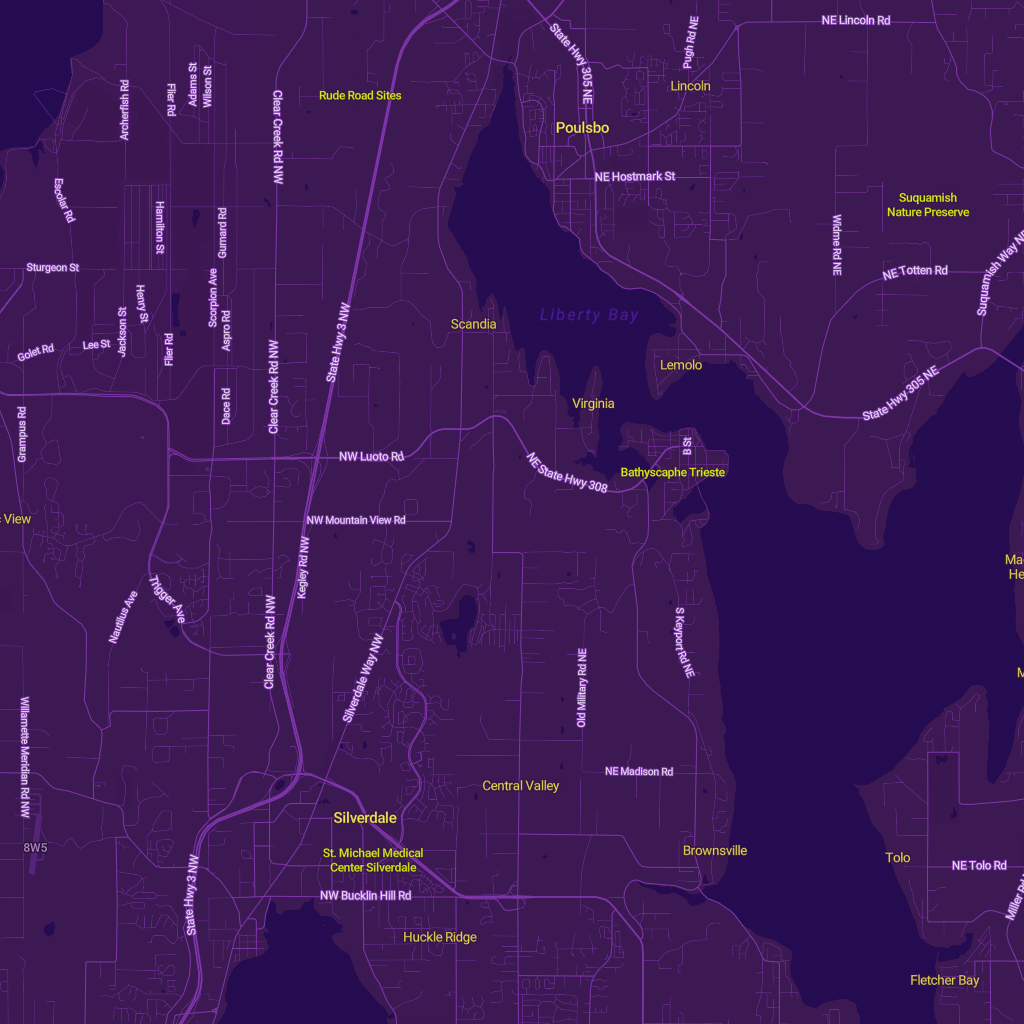 NE Lincoln Rd
State Hwy 305 NE
Pugh Rd NE
Adams St
Wilson St
Flier Rd
Archerfish Rd
Rude Road Sites
Lincoln
Clear Creek Rd NW
Poulsbo
NE Hostmark St
Escolar Rd
Suquamish
Nature Preserve
Hamilton St
Gurnard Rd
Widme Rd NE
Suquamish Way NE
Sturgeon St
NE Totten Rd
Scorpion Ave
Henry St
Jackson St
Liberty Bay
Scandia
Aspro Rd
State Hwy 3 NW
Golet Rd
Lee St
Flier Rd
Clear Creek Rd NW
Lemolo
State Hwy 305 NE
Dace Rd
Virginia
Grampus Rd
B St
NW Luoto Rd
NE State Hwy 308
Bathyscaphe Trieste
View
NW Mountain View Rd
Kegley Rd NW
Trigger Ave
Nautilus Ave
Clear Creek Rd NW
S Keyport Rd NE
Silverdale Way NW
Old Military Rd NE
Willamette Meridian Rd NW
NE Madison Rd
Central Valley
Silverdale
8W5
St. Michael Medical
Center Silverdale
Brownsville
Tolo
NE Tolo Rd
State Hwy 3 NW
NW Bucklin Hill Rd
Miller Rd
Huckle Ridge
Fletcher Bay